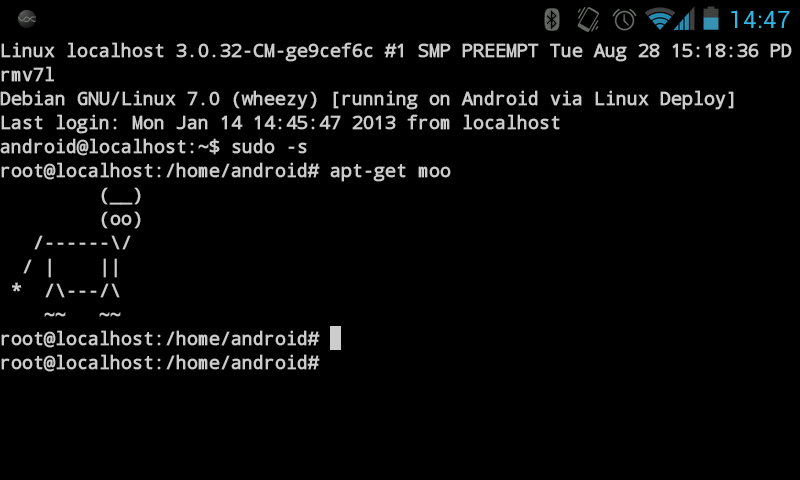 14:47
Linux localhost 3.0.32-CM-ge9cef6c #1 SMP PREEMPT Tue Aug 28 15:18:36 PD
rmv7l
Debian GNU/Linux 7.0 (wheezy) [running on Android via Linux Deploy]
Last login: Mon Jan 14 14:45:47 2013 from localhost
android@localhost:~$ sudo -s
root@localhost:/home/android# apt-get moo
         (__)
         (oo)
   /------\/
  / |    ||
 *  /\---/\
    ~~   ~~
root@localhost:/home/android#
root@localhost:/home/android#